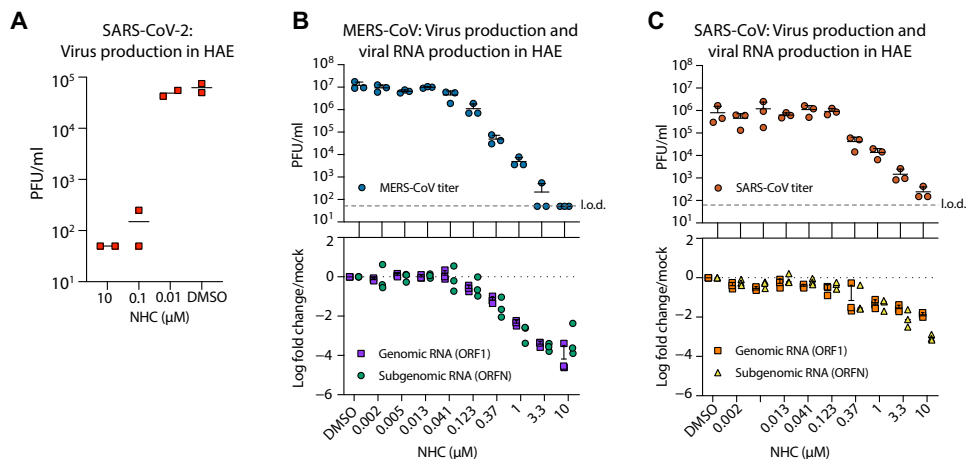 A
SARS-CoV-2:
Virus production in HAE
PFU/ml
10⁵
10⁴
10³
10²
10¹
10
0.1
0.01
DMSO
NHC (μM)
B
MERS-CoV: Virus production and
viral RNA production in HAE
PFU/ml
10⁸
10⁷
10⁶
10⁵
10⁴
10³
10²
10¹
MERS-CoV titer
l.o.d.
Log fold change/mock
2
0
−2
−4
−6
Genomic RNA (ORF1)
Subgenomic RNA (ORFN)
DMSO
0.002
0.005
0.013
0.041
0.123
0.37
1
3.3
10
NHC (μM)
C
SARS-CoV: Virus production and
viral RNA production in HAE
PFU/ml
10⁸
10⁷
10⁶
10⁵
10⁴
10³
10²
10¹
SARS-CoV titer
l.o.d.
Log fold change/mock
2
0
−2
−4
−6
Genomic RNA (ORF1)
Subgenomic RNA (ORFN)
DMSO
0.002
0.013
0.041
0.123
0.37
1
3.3
10
NHC (μM)